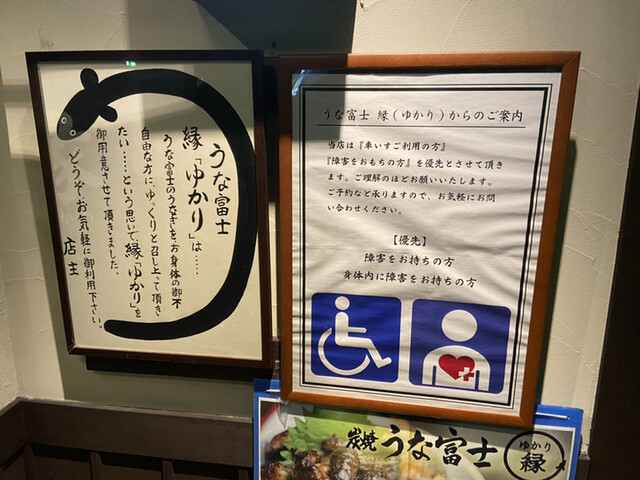 うな富士
縁「ゆかり」は……
うな富士のうなぎを、お身体の御不
自由な方にゆっくりと召し上って頂き
たい……という思いで縁「ゆかり」を
御用意させて頂きました。
どうぞ、お気軽に御利用下さい。
店主
うな富士 縁(ゆかり)からのご案内
当店は『車いすご利用の方』
『障害をおもちの方』を優先とさせて頂き
ます。ご理解のほどお願いいたします。
ご予約など承りますので、お気軽にお問
い合わせください。
【優先】
障害をお持ちの方
身体内に障害をお持ちの方
炭焼 うな富士
ゆかり
縁